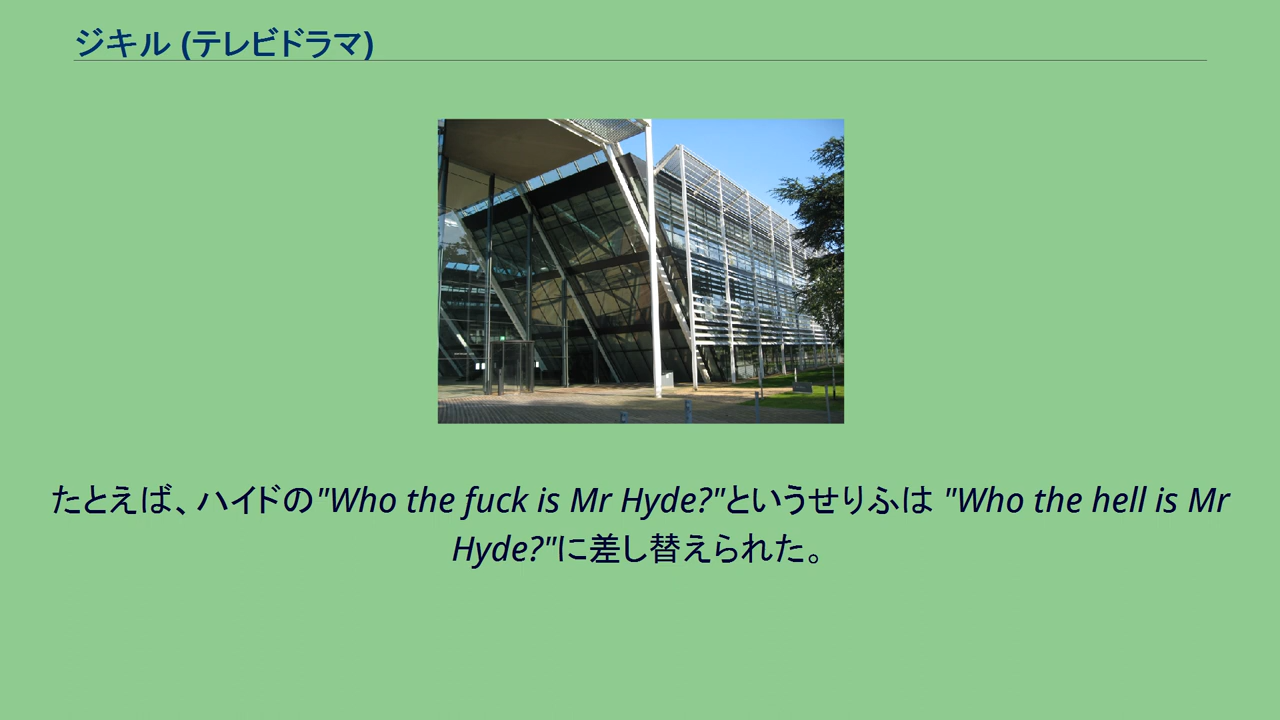 ジキル (テレビドラマ)
たとえば、ハイドの"Who the fuck is Mr Hyde?"というせりふは "Who the hell is Mr
Hyde?"に差し替えられた。